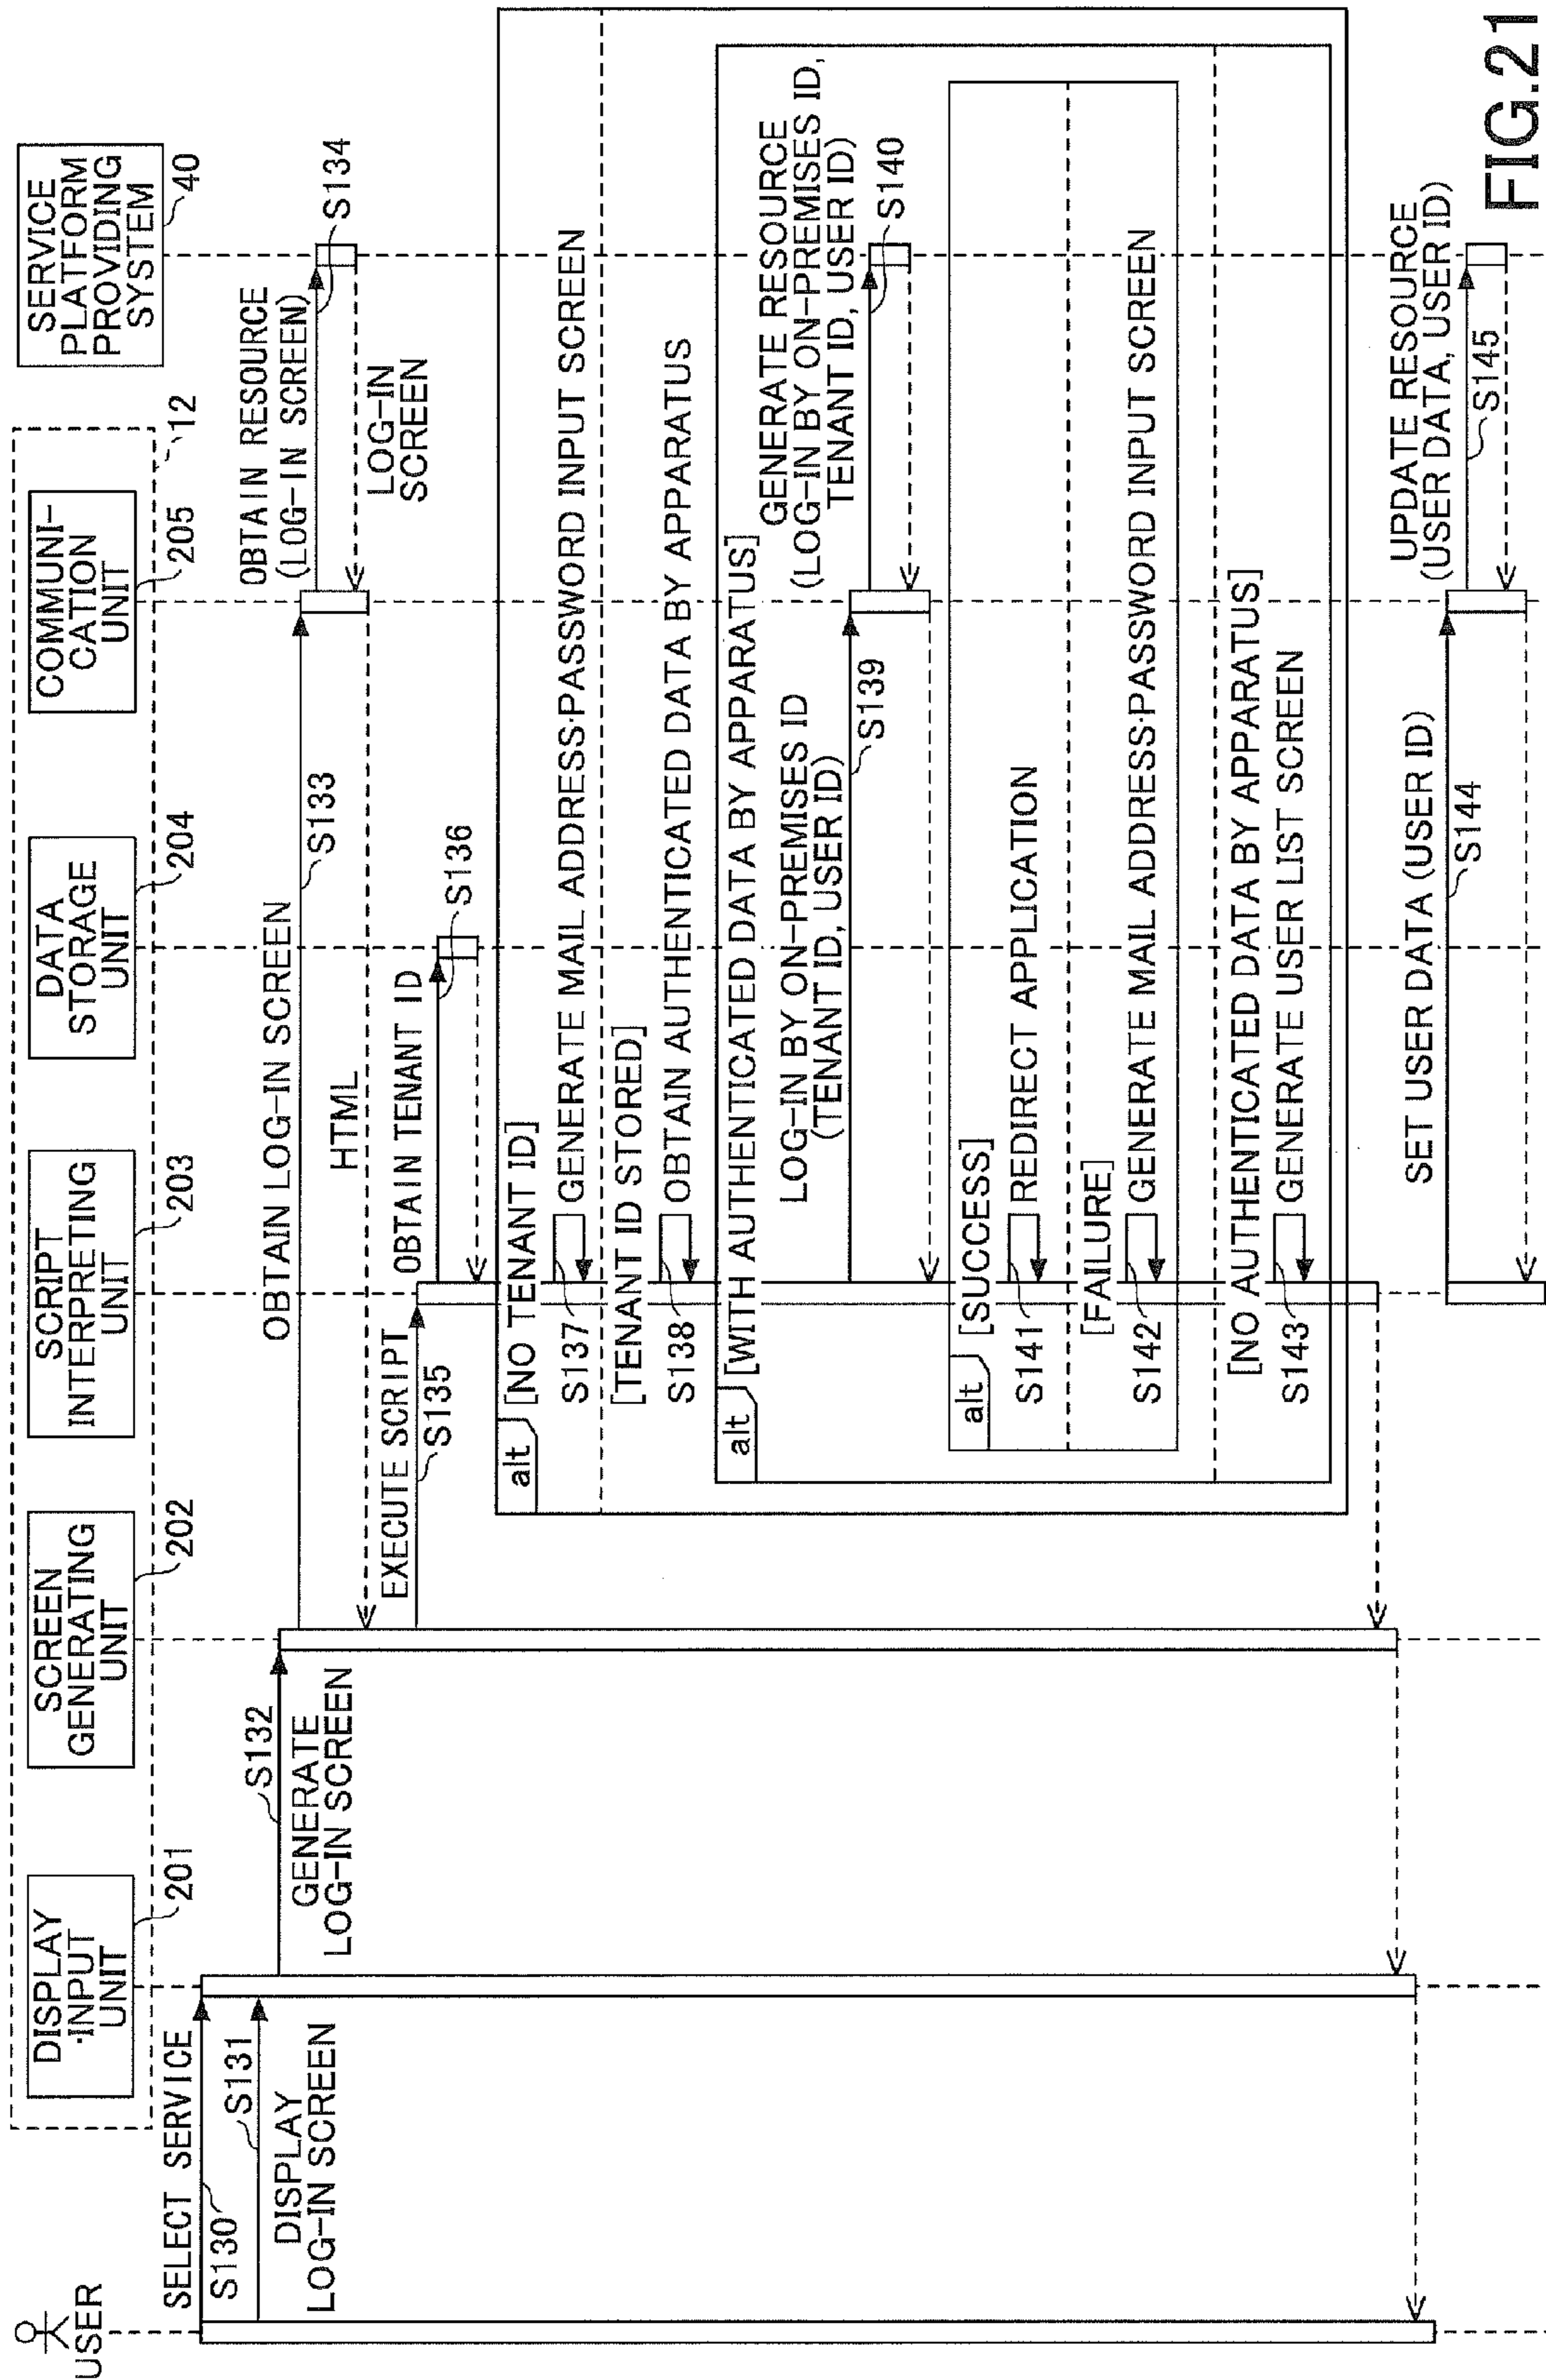 USER
DISPLAY
·INPUT
UNIT
201
SCREEN
GENERATING
UNIT
202
SCRIPT
INTERPRETING
UNIT
203
DATA
STORAGE
UNIT
204
COMMUNI-
CATION
UNIT
205
12
SERVICE
PLATFORM
PROVIDING
SYSTEM
40
SELECT SERVICE
S130
S131
DISPLAY
LOG-IN SCREEN
S132
GENERATE
LOG-IN SCREEN
OBTAIN LOG-IN SCREEN
S133
OBTAIN RESOURCE
(LOG-IN SCREEN)
S134
LOG-IN
SCREEN
HTML
EXECUTE SCRIPT
S135
OBTAIN TENANT ID
S136
alt
[NO TENANT ID]
S137
GENERATE MAIL ADDRESS·PASSWORD INPUT SCREEN
[TENANT ID STORED]
S138
OBTAIN AUTHENTICATED DATA BY APPARATUS
alt
[WITH AUTHENTICATED DATA BY APPARATUS]
LOG-IN BY ON-PREMISES ID
(TENANT ID, USER ID)
S139
GENERATE RESOURCE
(LOG-IN BY ON-PREMISES ID,
TENANT ID, USER ID)
S140
alt
[SUCCESS]
S141
REDIRECT APPLICATION
[FAILURE]
S142
GENERATE MAIL ADDRESS·PASSWORD INPUT SCREEN
[NO AUTHENTICATED DATA BY APPARATUS]
S143
GENERATE USER LIST SCREEN
SET USER DATA (USER ID)
S144
UPDATE RESOURCE
(USER DATA, USER ID)
S145
FIG.21